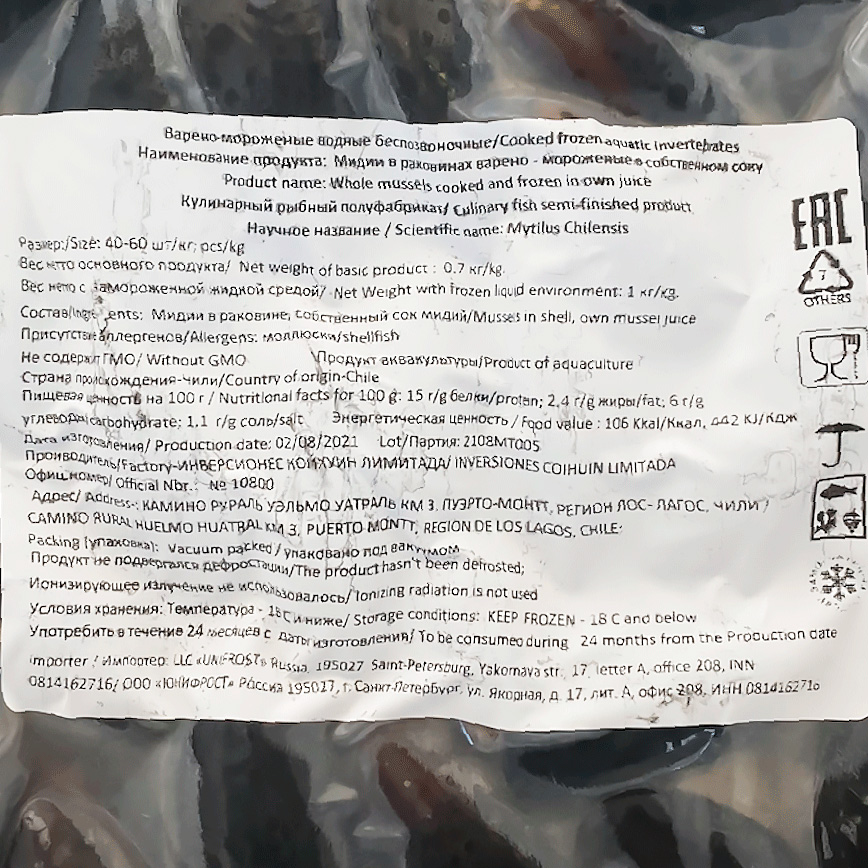 Варено-мороженые водные беспозвоночные/Cooked frozen aquatic invertebrates
Наименование продукта: Мидии в раковинах варено - мороженые в собственном соку
Product name: Whole mussels cooked and frozen in own juice
Кулинарный рыбный полуфабрикат/ Culinary fish semi-finished product
Научное название / Scientific name: Mytilus Chilensis
Размер:/Size: 40-60 шт/кг; pcs/kg
Вес нетто основного продукта/ Net weight of basic product : 0.7 кг/kg.
Вес нетто с замороженной жидкой средой/ Net Weight with frozen liquid environment: 1 кг/kg.
Мидии в раковине, собственный сок мидий/Mussels in shell, own mussel juice
аллергенов/Allergens: моллюски/shellfish
Не содержит ГМО/ Without GMO Продукт аквакультуры/Product of aquaculture
Страна происхождения-Чили/Country of origin-Chile
Пищевая ценность на 100 г / Nutritional facts for 100 g: 15 г/g белки/protein; 2,4 г/g жиры/fat; 6 г/g
углеводы/carbohydrate; 1,1 г/g соль/salt Энергетическая ценность / Food value : 106 Kkal/Ккал, 442 KJ/КДж
Дата изготовления/ Production date: 02/08/2021 Lot/Партия: 2108MT005
Производитель/Factory-ИНВЕРСИОНЕС КОИХУИН ЛИМИТАДА/ INVERSIONES COIHUIN LIMITADA
Офиц.номер/ Official Nbr.: № 10800
Адрес/ Address-: КАМИНО РУРАЛЬ УЭЛЬМО УАТРАЛЬ КМ 3, ПУЭРТО-МОНТТ, РЕГИОН ЛОС- ЛАГОС, ЧИЛИ /
CAMINO RURAL HUELMO HUATRAL KM 3, PUERTO MONTT, REGION DE LOS LAGOS, CHILE:
Packing (упаковка): Vacuum packed / упаковано под вакуумом
Продукт не подвергался дефростации/The product hasn't been defrosted;
Ионизирующее излучение не использовалось/ Ionizing radiation is not used
Условия хранения: Температура - 18 С и ниже/ Storage conditions: KEEP FROZEN - 18 C and below
Употребить в течение 24 месяцев с даты изготовления/ To be consumed during 24 months from the Production date
Importer / Импортер: LLC «UNIFROST» Russia, 195027 Saint-Petersburg, Yakornaya str., 17, letter A, office 208, INN
0814162716/ ООО «ЮНИФРОСТ» Россия 195027, г. Санкт-Петербург, ул. Якорная, д. 17, лит. А, офис 208, ИНН 0814162716
EAC
7
OTHERS